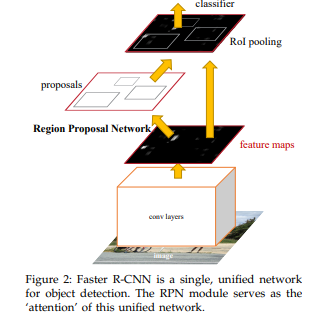 classifier
RoI pooling
proposals
Region Proposal Network
feature maps
conv layers
image
Figure 2: Faster R-CNN is a single, unified network
for object detection. The RPN module serves as the
‘attention’ of this unified network.